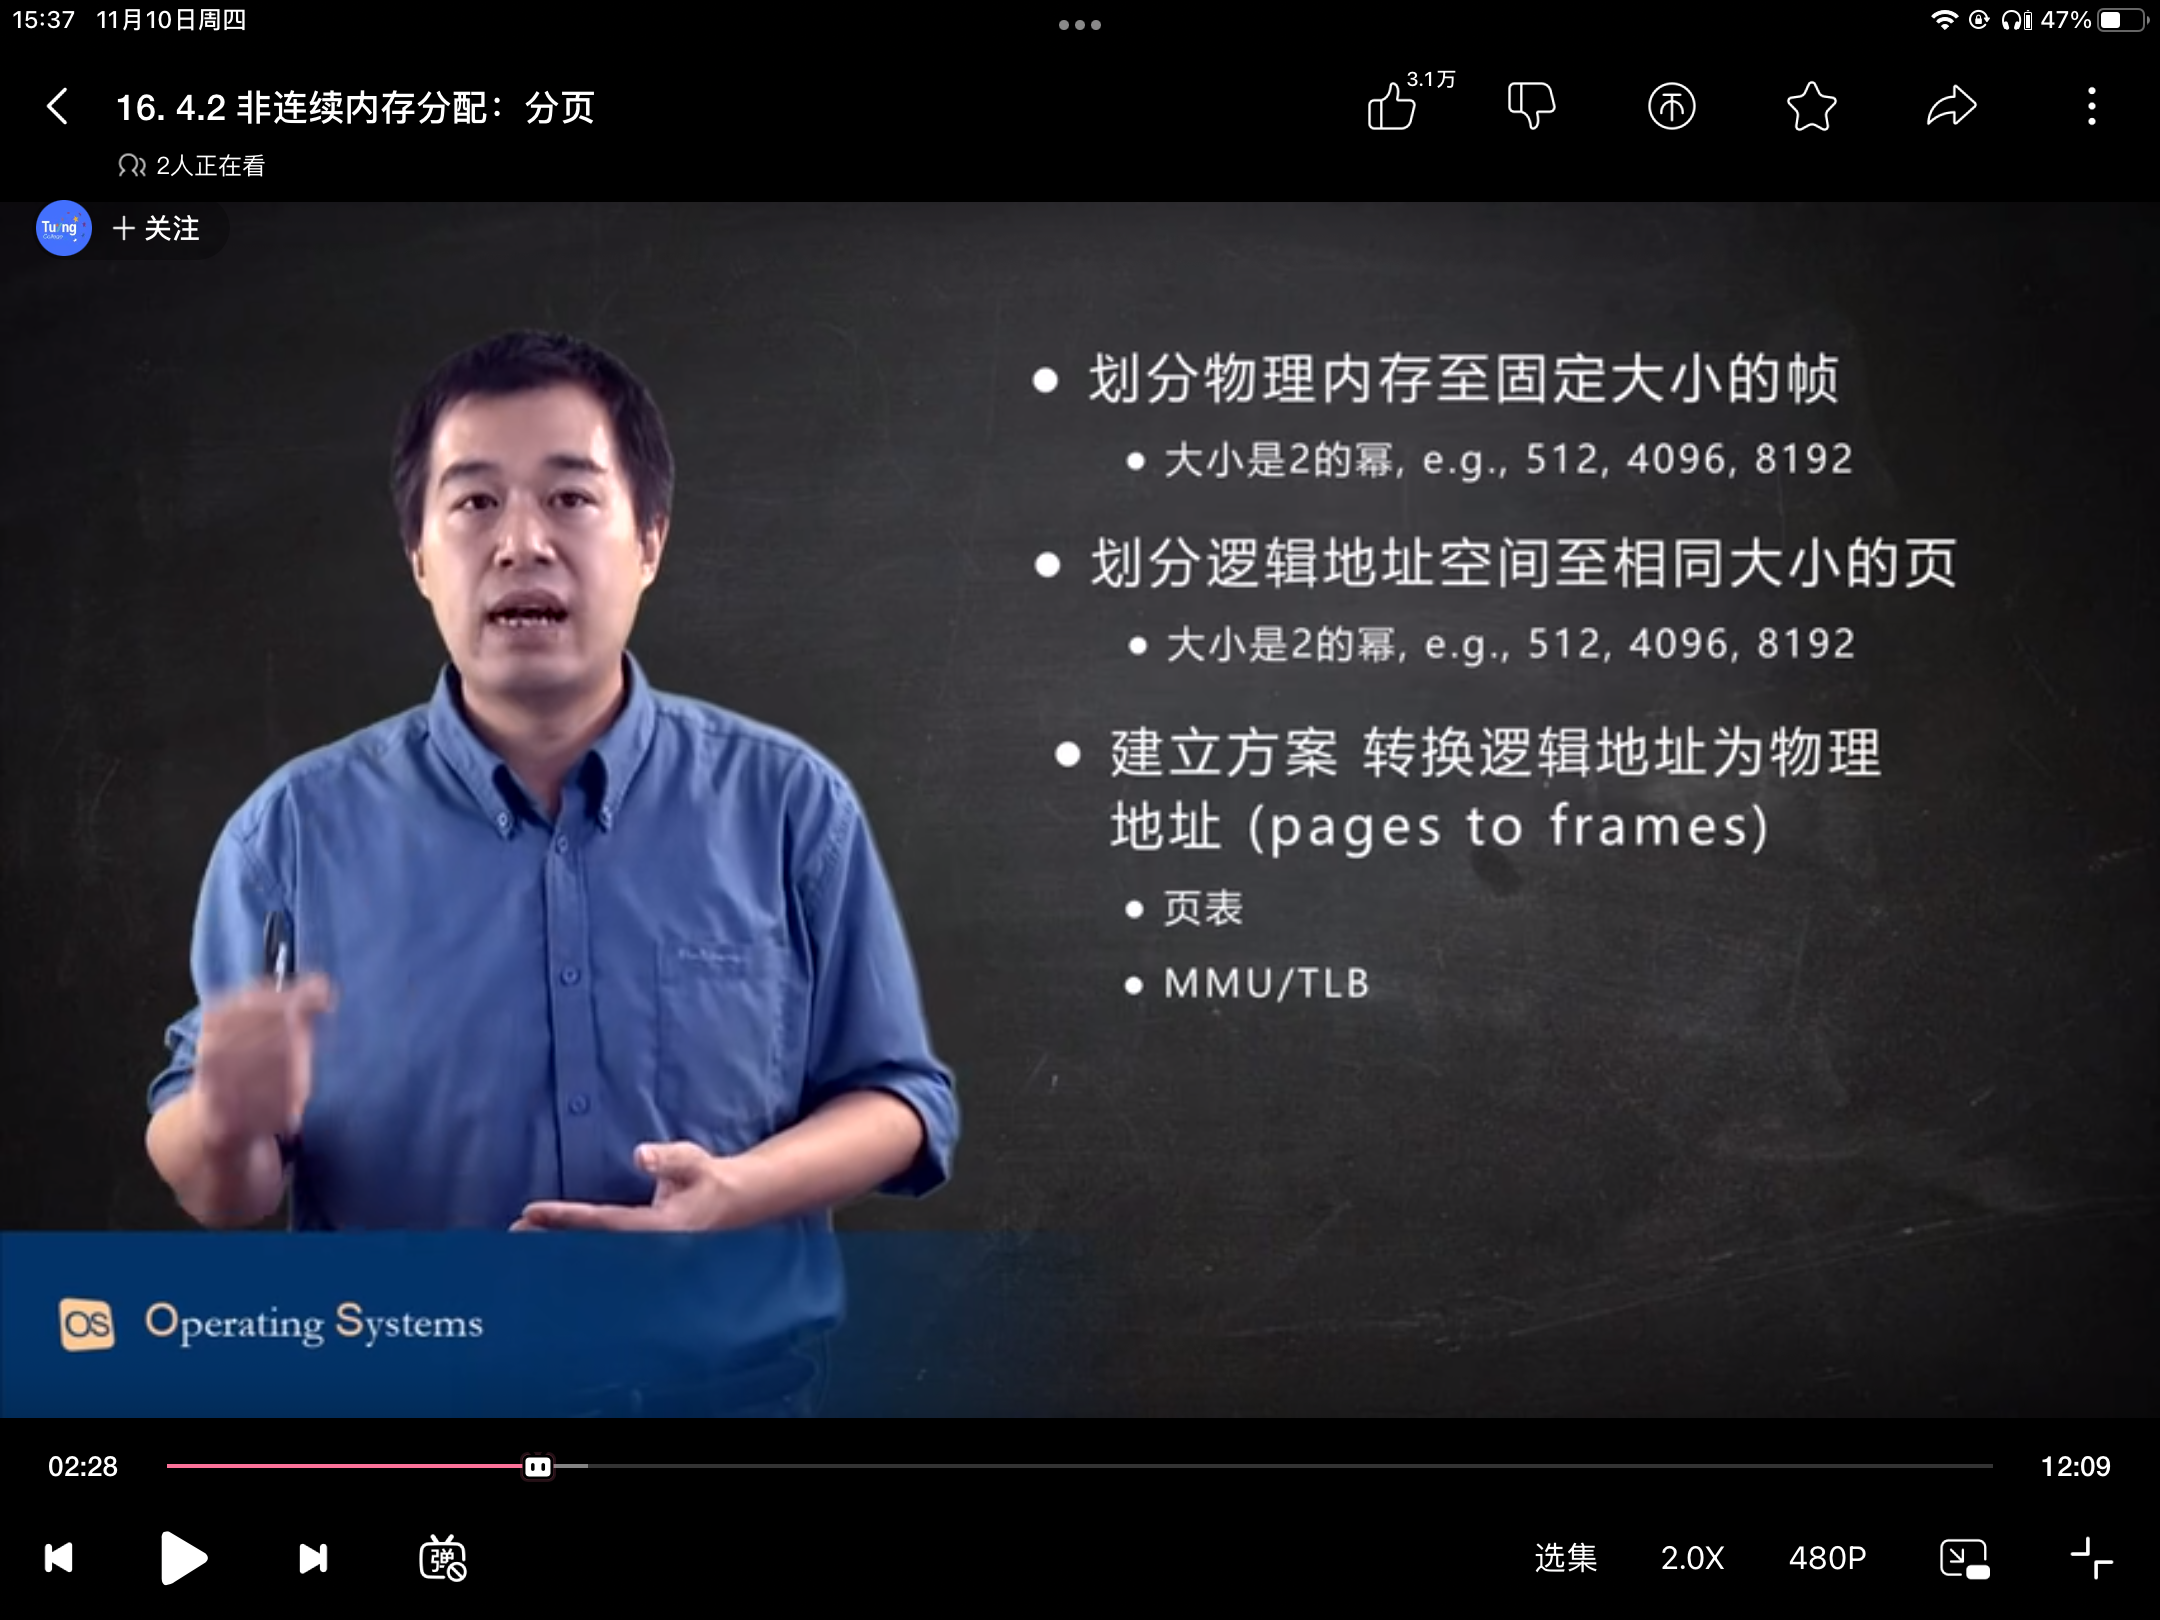 15:37 11月10日周四
47%
16. 4.2 非连续内存分配：分页
3.1万
2人正在看
Turing
+ 关注
• 划分物理内存至固定大小的帧
• 大小是2的幂, e.g., 512, 4096, 8192
• 划分逻辑地址空间至相同大小的页
• 大小是2的幂, e.g., 512, 4096, 8192
• 建立方案 转换逻辑地址为物理
地址 (pages to frames)
• 页表
• MMU/TLB
OS Operating Systems
02:28
12:09
弹
选集 2.0X 480P